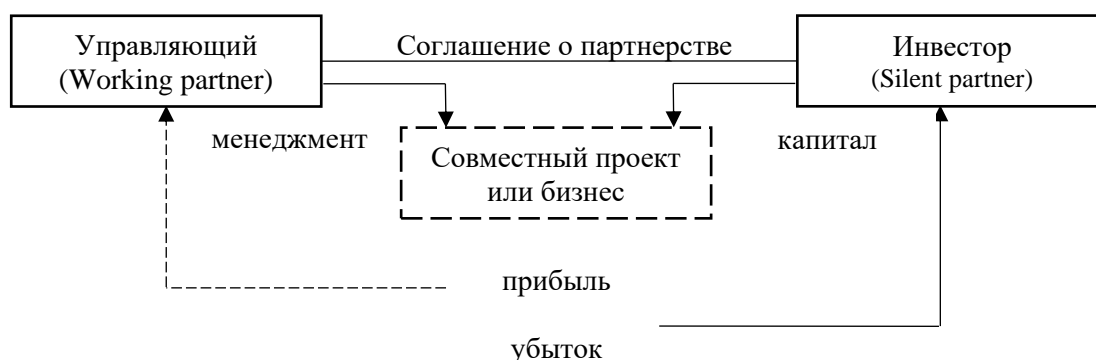 Управляющий
(Working partner)
Соглашение о партнерстве
Инвестор
(Silent partner)
менеджмент
капитал
Совместный проект
или бизнес
прибыль
убыток